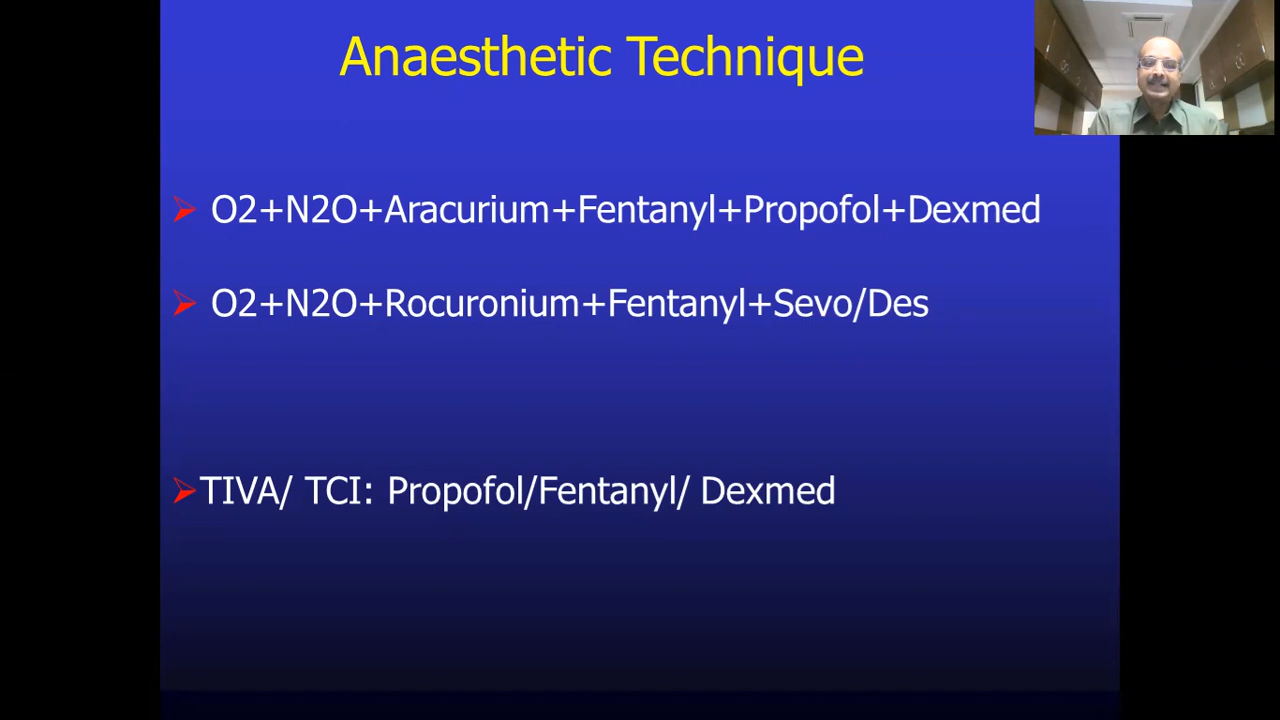 Anaesthetic Technique
O2+N2O+Aracurium+Fentanyl+Propofol+Dexmed
O2+N2O+Rocuronium+Fentanyl+Sevo/Des
TIVA/ TCI: Propofol/Fentanyl/ Dexmed